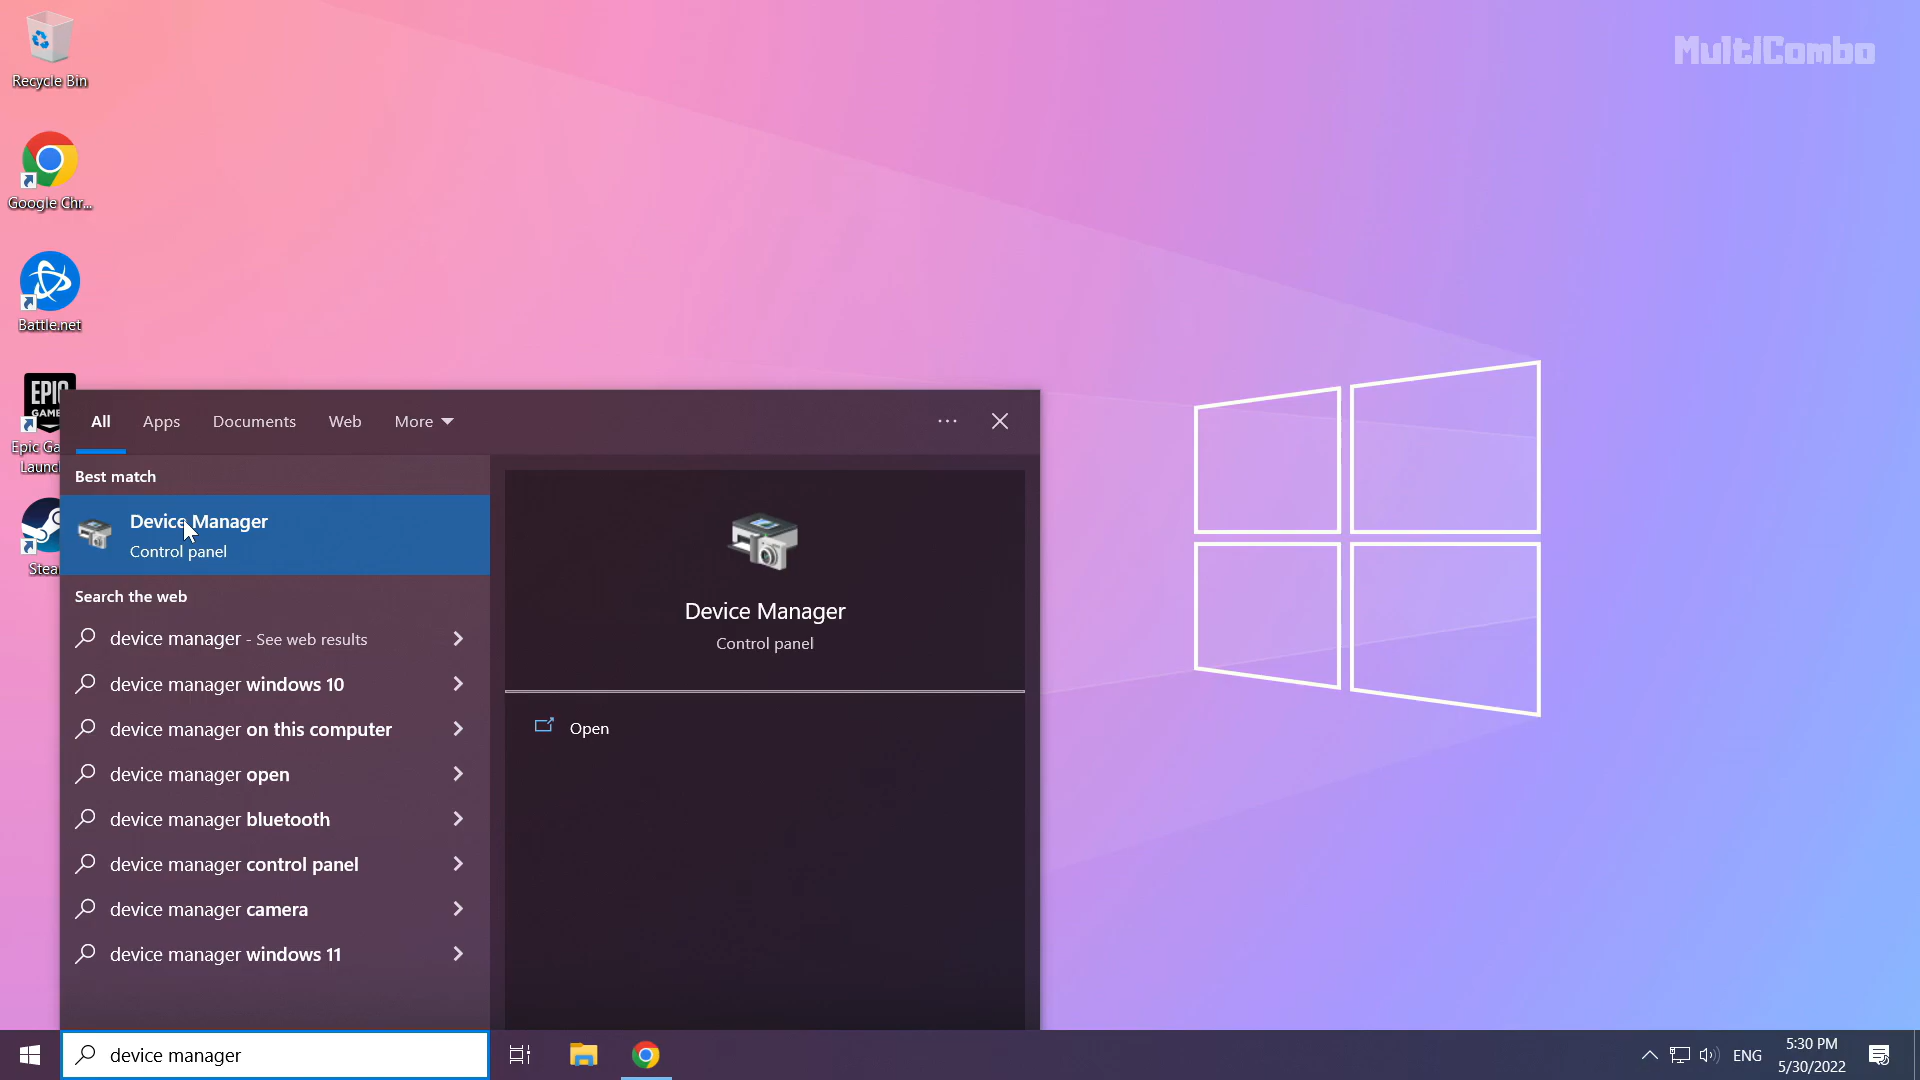 Recycle Bin
MultiCombo
Google Chr...
Battle.net
EPIC
GAMES
Epic Ga
Launc
Stea
All
Apps
Documents
Web
More
Best match
Device Manager
Control panel
Search the web
device manager - See web results
device manager windows 10
device manager on this computer
device manager open
device manager bluetooth
device manager control panel
device manager camera
device manager windows 11
Device Manager
Control panel
Open
device manager
ENG
5:30 PM
5/30/2022